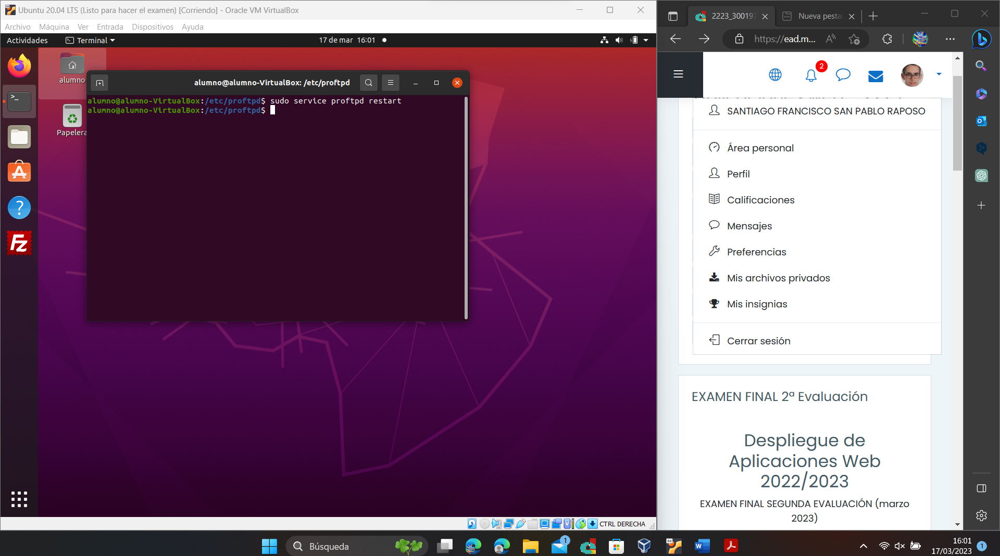 Ubuntu 20.04 LTS (Listo para hacer el examen) [Corriendo] - Oracle VM VirtualBox
Archivo Máquina Ver Entrada Dispositivos Ayuda
Actividades Terminal 17 de mar 16:01
alumno
Papelera
alumno@alumno-VirtualBox: /etc/proftpd
alumno@alumno-VirtualBox:/etc/proftpd$ sudo service proftpd restart
alumno@alumno-VirtualBox:/etc/proftpd$
CTRL DERECHA
2223_300197 Nueva pesta
https://ead.m...
2
SANTIAGO FRANCISCO SAN PABLO RAPOSO
Área personal
Perfil
Calificaciones
Mensajes
Preferencias
Mis archivos privados
Mis insignias
Cerrar sesión
EXAMEN FINAL 2ª Evaluación
Despliegue de
Aplicaciones Web
2022/2023
EXAMEN FINAL SEGUNDA EVALUACIÓN (marzo
2023)
Búsqueda
1
16:01
17/03/2023
1